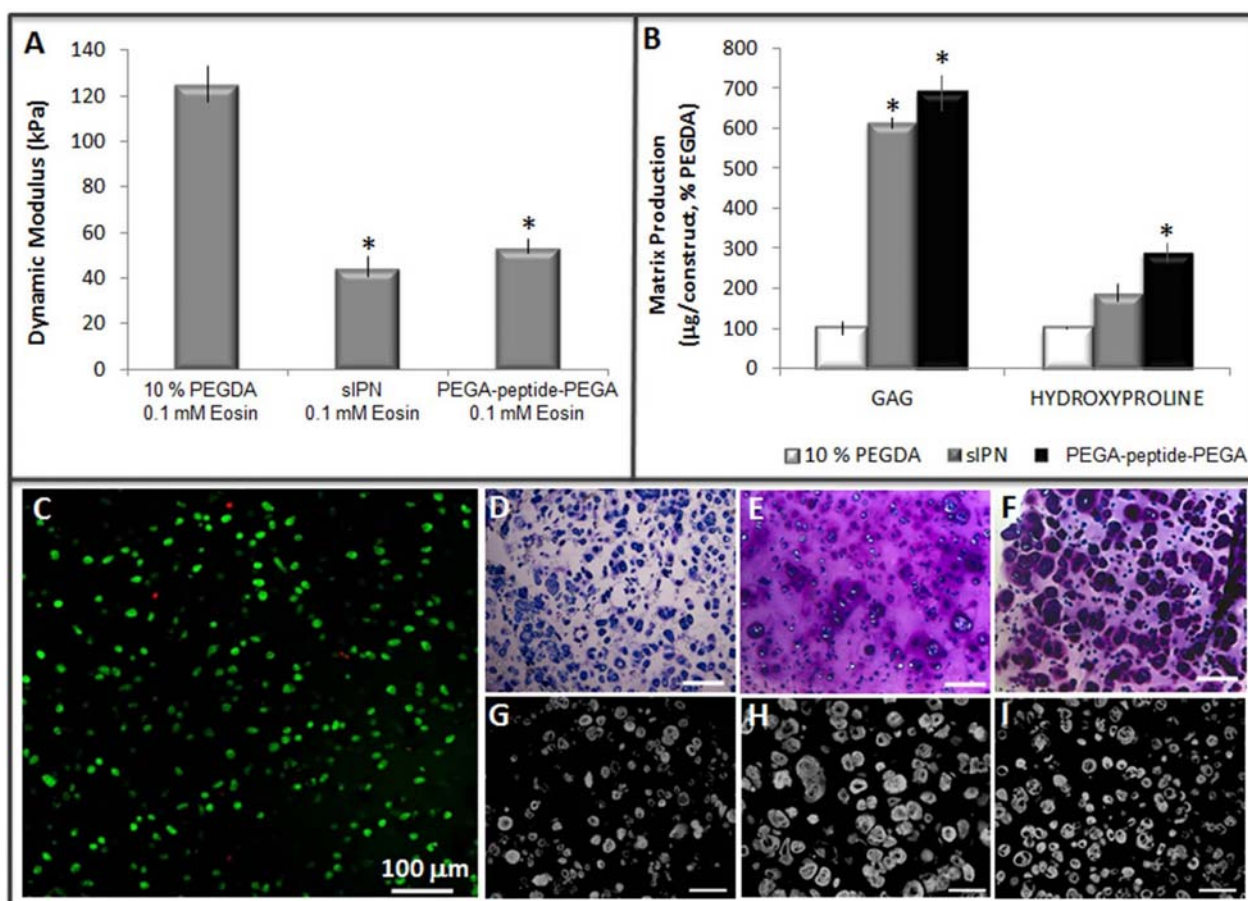 A
Dynamic Modulus (kPa)
140
120
100
80
60
40
20
0
*
*
10 % PEGDA
0.1 mM Eosin
sIPN
0.1 mM Eosin
PEGA-peptide-PEGA
0.1 mM Eosin
B
Matrix Production
(µg/construct, % PEGDA)
800
700
600
500
400
300
200
100
0
*
*
*
GAG
HYDROXYPROLINE
10 % PEGDA
sIPN
PEGA-peptide-PEGA
C
100 µm
D
E
F
G
H
I